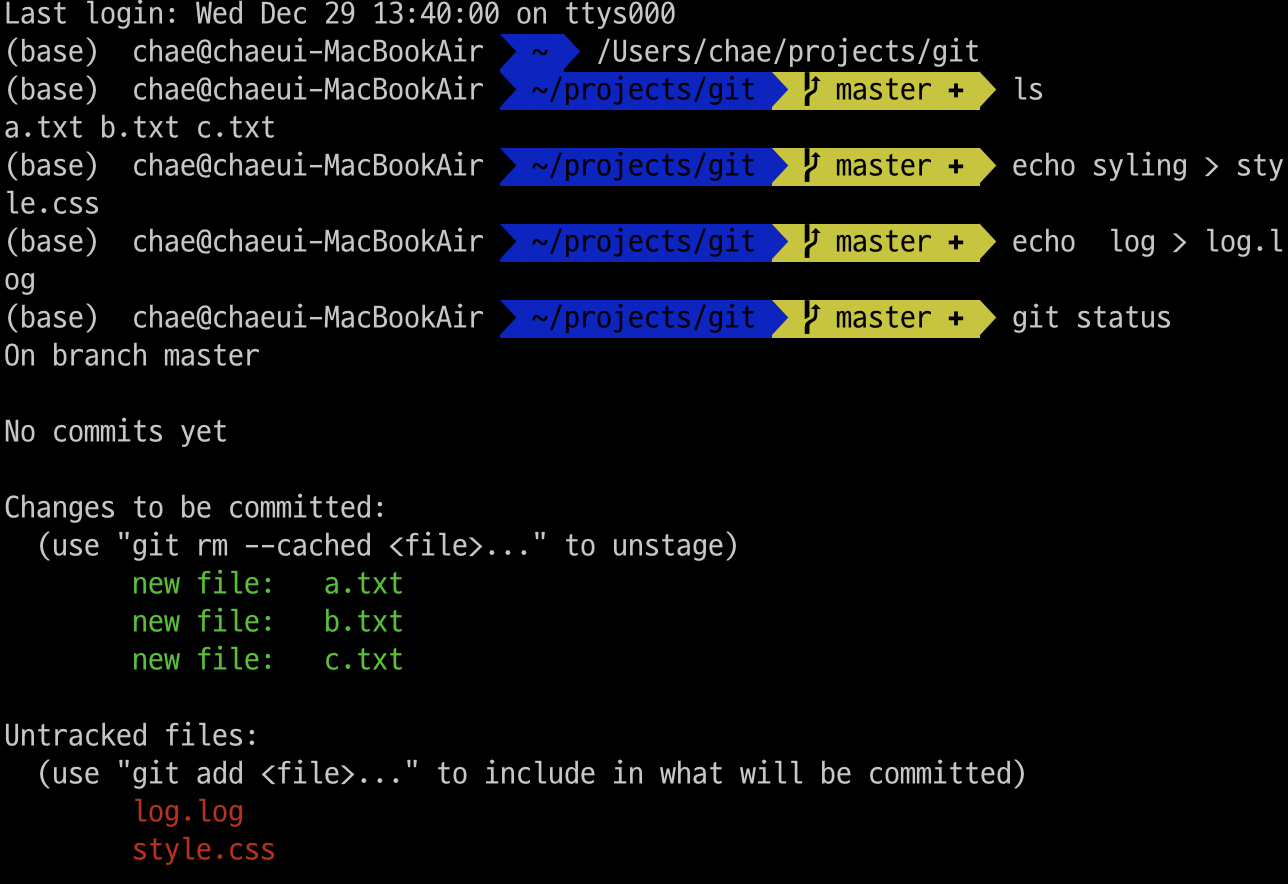 Last login: Wed Dec 29 13:40:00 on ttys000
(base)  chae@chaeui-MacBookAir  ~  /Users/chae/projects/git
(base)  chae@chaeui-MacBookAir  ~/projects/git  master +  ls
a.txt b.txt c.txt
(base)  chae@chaeui-MacBookAir  ~/projects/git  master +  echo syling > sty
le.css
(base)  chae@chaeui-MacBookAir  ~/projects/git  master +  echo  log > log.l
og
(base)  chae@chaeui-MacBookAir  ~/projects/git  master +  git status
On branch master
No commits yet
Changes to be committed:
  (use "git rm --cached <file>..." to unstage)
        new file:   a.txt
        new file:   b.txt
        new file:   c.txt
Untracked files:
  (use "git add <file>..." to include in what will be committed)
        log.log
        style.css